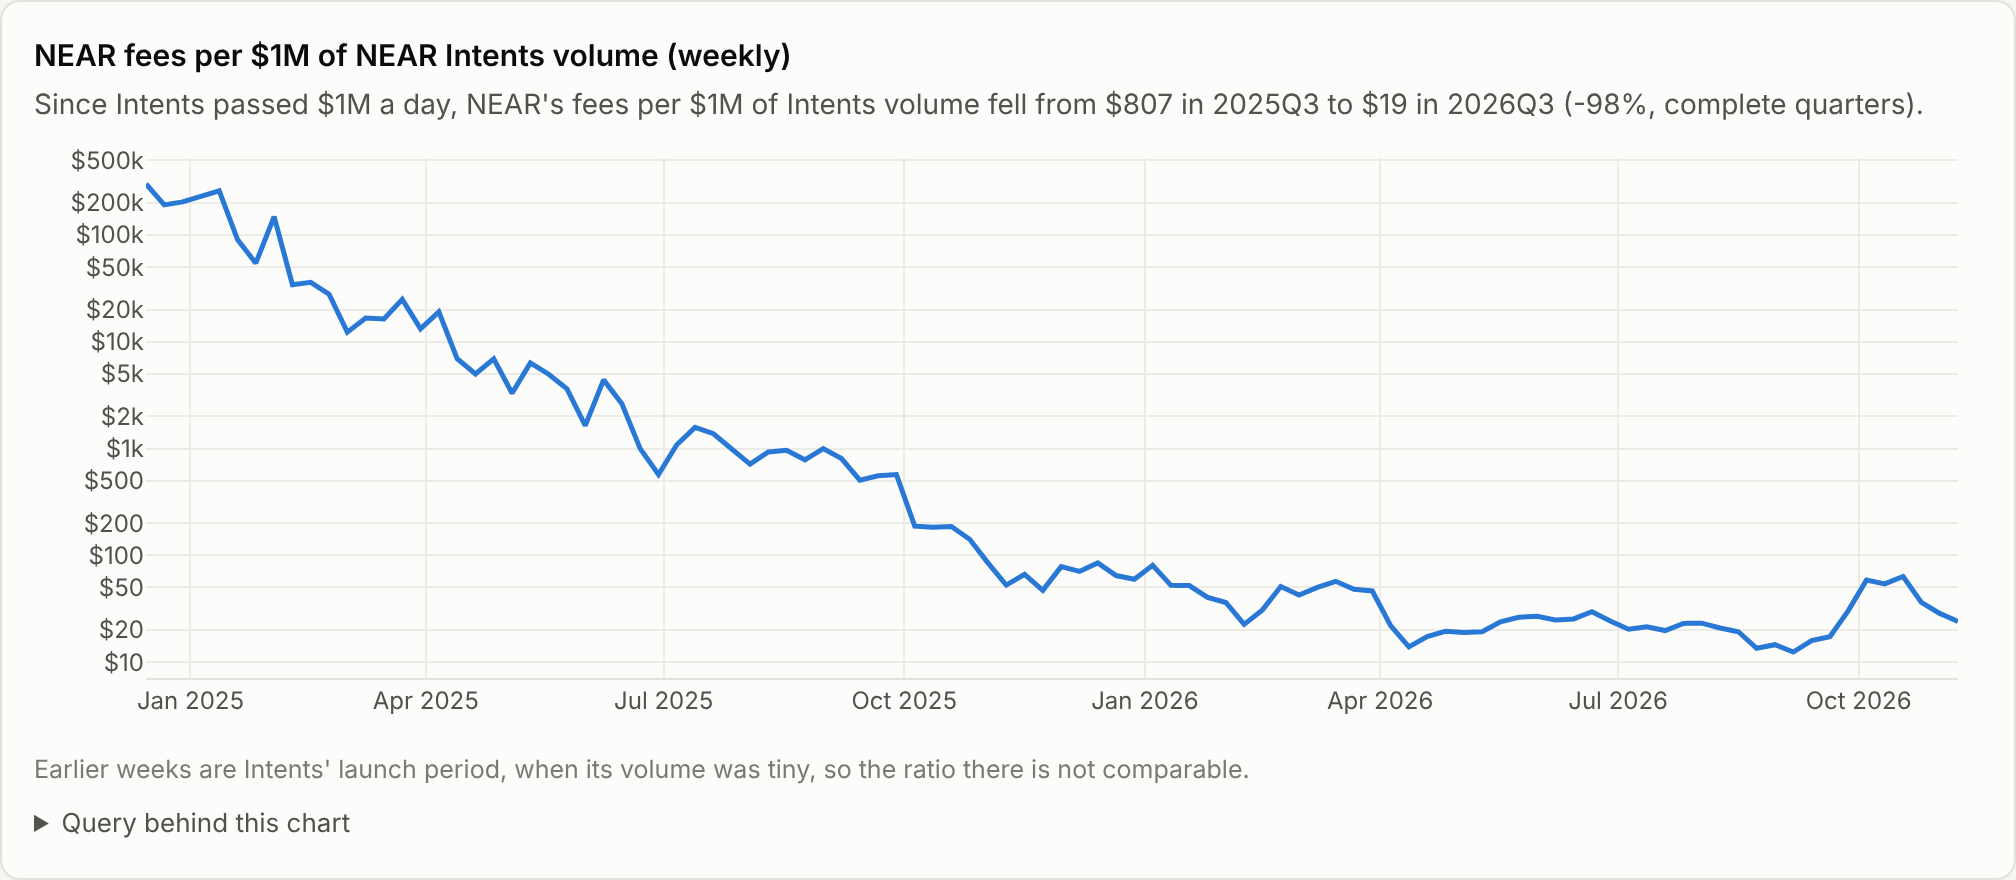 NEAR fees per $1M of NEAR Intents volume (weekly)
Since Intents passed $1M a day, NEAR's fees per $1M of Intents volume fell from $807 in 2025Q3 to $19 in 2026Q3 (-98%, complete quarters).
$500k
$200k
$100k
$50k
$20k
$10k
$5k
$2k
$1k
$500
$200
$100
$50
$20
$10
Jan 2025 Apr 2025 Jul 2025 Oct 2025 Jan 2026 Apr 2026 Jul 2026 Oct 2026
Earlier weeks are Intents' launch period, when its volume was tiny, so the ratio there is not comparable.
▶ Query behind this chart